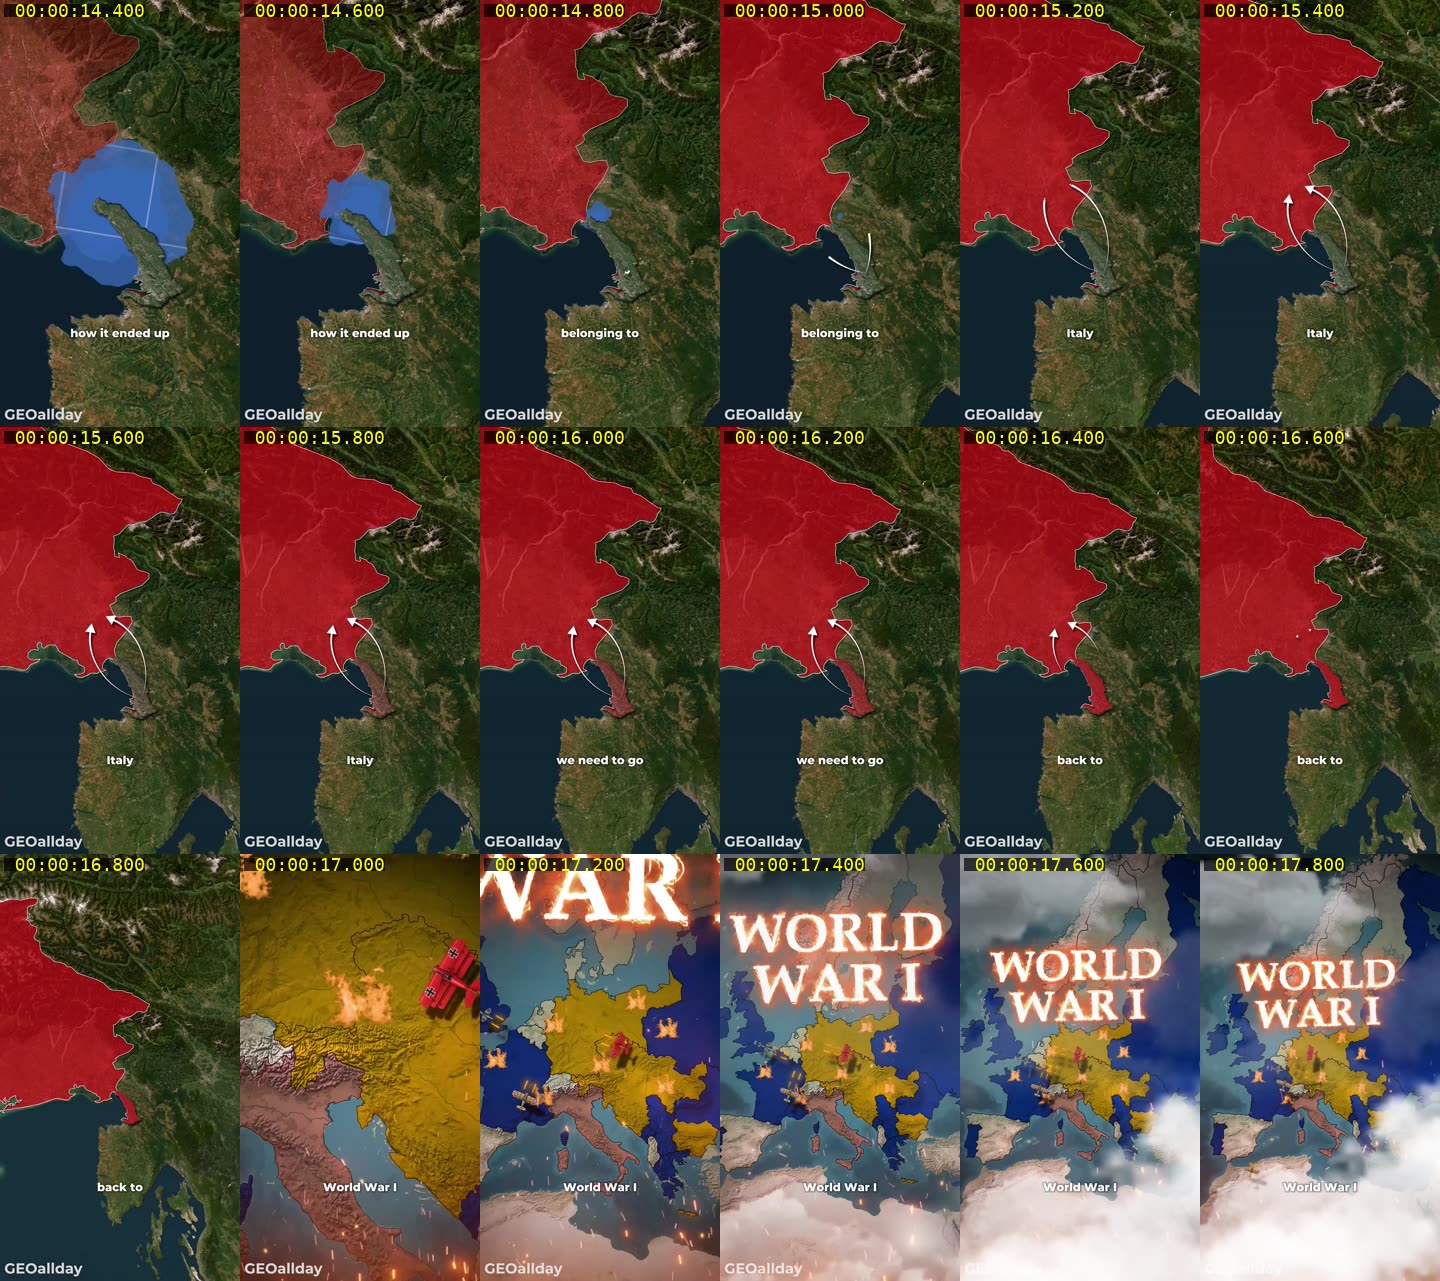 00:00:14.400
how it ended up
GEOallday
00:00:14.600
how it ended up
GEOallday
00:00:14.800
belonging to
GEOallday
00:00:15.000
belonging to
GEOallday
00:00:15.200
Italy
GEOallday
00:00:15.400
Italy
GEOallday
00:00:15.600
Italy
GEOallday
00:00:15.800
Italy
GEOallday
00:00:16.000
we need to go
GEOallday
00:00:16.200
we need to go
GEOallday
00:00:16.400
back to
GEOallday
00:00:16.600
back to
GEOallday
00:00:16.800
back to
GEOallday
00:00:17.000
World War I
GEOallday
00:00:17.200
WAR
World War I
GEOallday
00:00:17.400
WORLD
WAR I
World War I
GEOallday
00:00:17.600
WORLD
WAR I
World War I
GEOallday
00:00:17.800
WORLD
WAR I
World War I
GEOallday